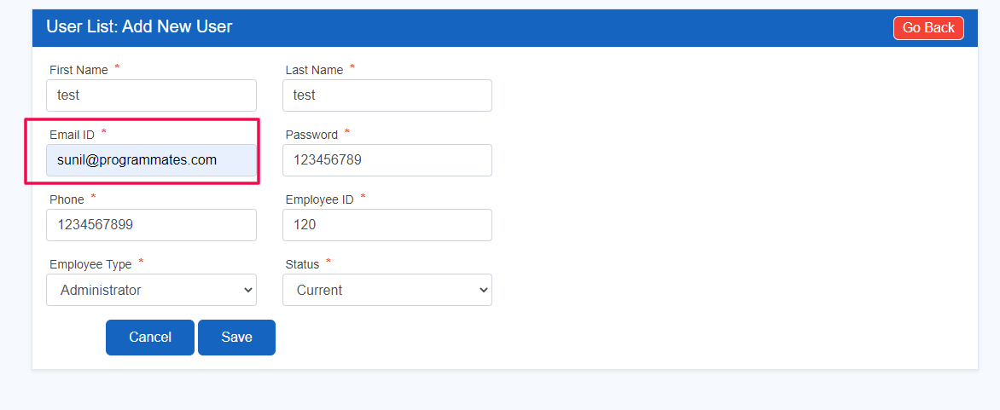 User List: Add New User Go Back
First Name * Last Name *
test test
Email ID * Password *
sunil@programmates.com 123456789
Phone * Employee ID *
1234567899 120
Employee Type * Status *
Administrator Current
Cancel Save